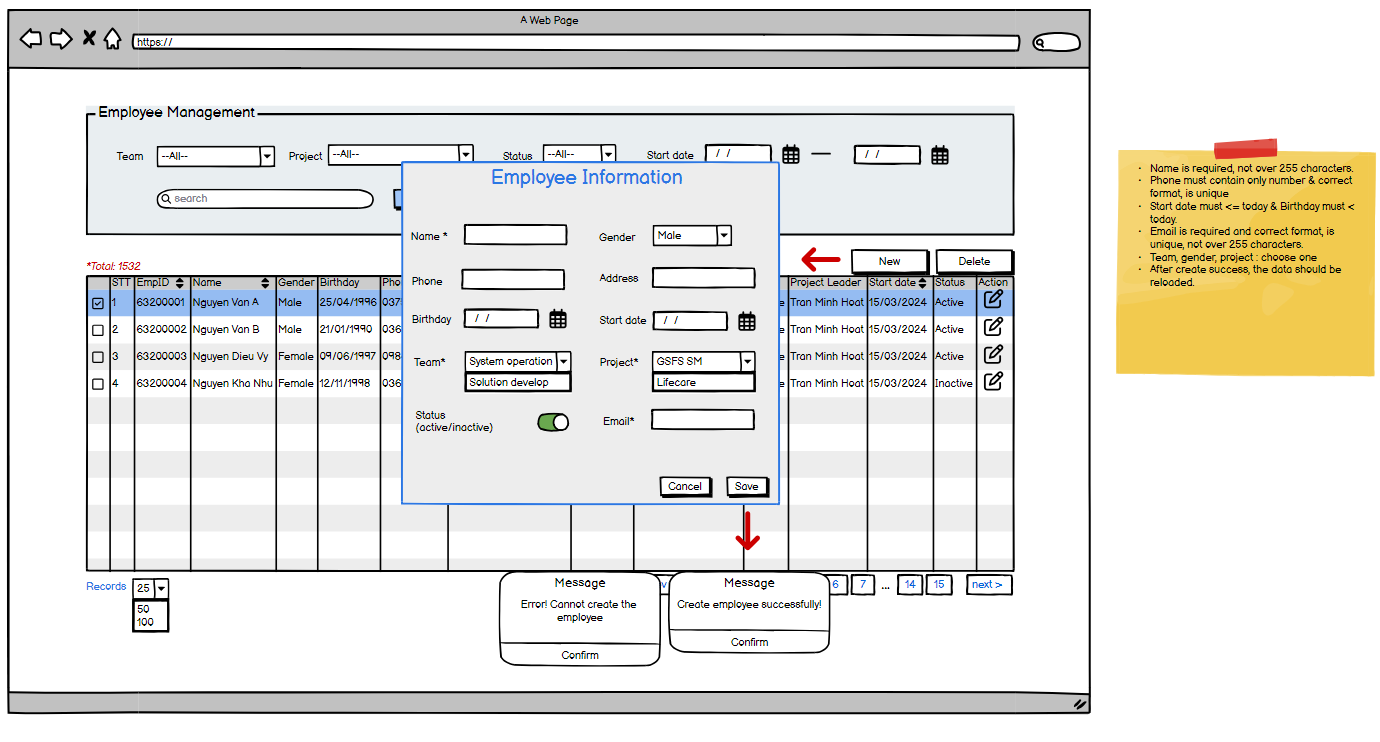 A Web Page
https://
Employee Management
Team --All-- Project --All-- Status --All-- Start date / / — / /
search
*Total: 1532
New Delete
STT EmpID Name Gender Birthday Pho Project Leader Start date Status Action
1 63200001 Nguyen Van A Male 25/04/1996 037 e Tran Minh Hoat 15/03/2024 Active
2 63200002 Nguyen Van B Male 21/01/1990 036 e Tran Minh Hoat 15/03/2024 Active
3 63200003 Nguyen Dieu Vy Female 09/06/1997 098 e Tran Minh Hoat 15/03/2024 Active
4 63200004 Nguyen Kha Nhu Female 12/11/1998 036 e Tran Minh Hoat 15/03/2024 Inactive
Employee Information
Name * Gender Male
Phone Address
Birthday / / Start date / /
Team* System operation Project* GSFS SM
Solution develop Lifecare
Status
(active/inactive)
Email*
Cancel Save
Records 25
50
100
v 6 7 ... 14 15 next >
Message
Error! Cannot create the
employee
Confirm
Message
Create employee successfully!
Confirm
· Name is required, not over 255 characters.
· Phone must contain only number & correct
format, is unique
· Start date must <= today & Birthday must <
today.
· Email is required and correct format, is
unique, not over 255 characters.
· Team, gender, project : choose one
· After create success, the data should be
reloaded.